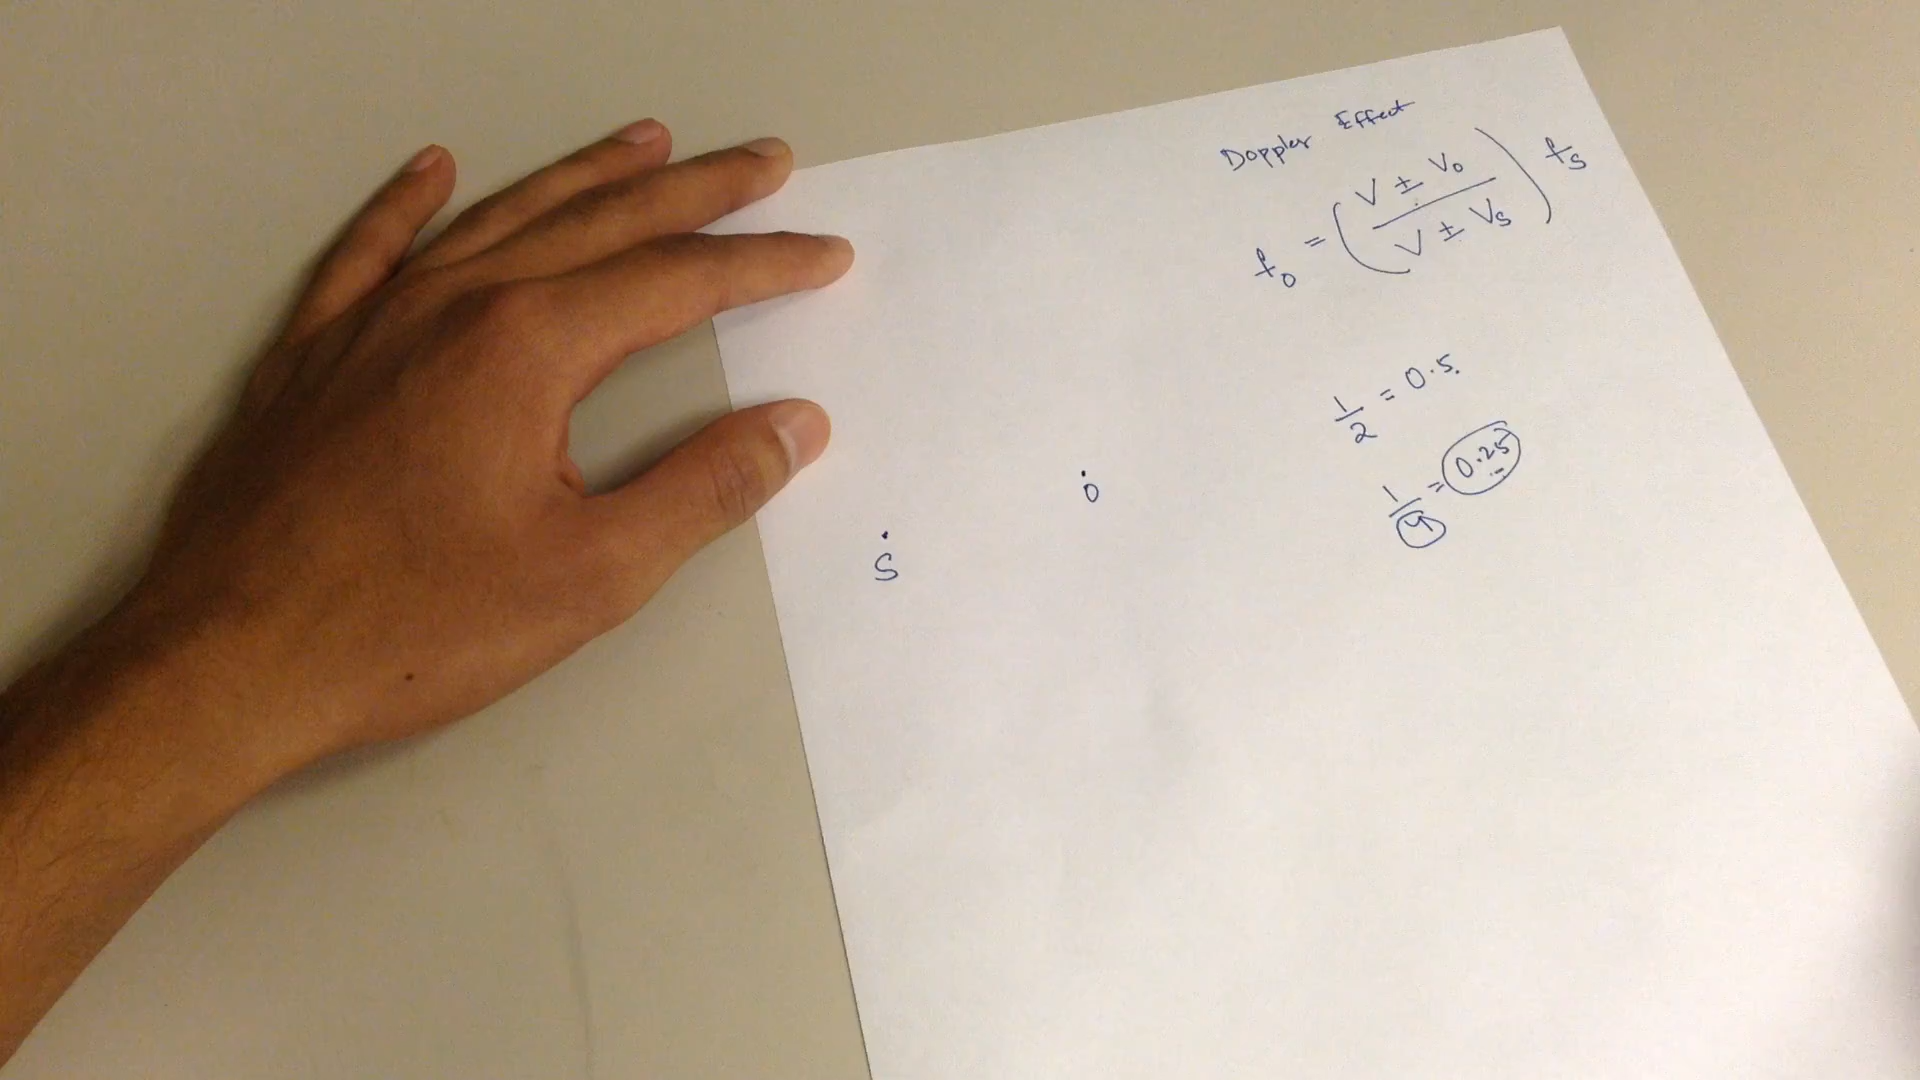 Doppler Effect
f₀ = (V ± V₀ / V ± Vₛ) fₛ
1/2 = 0.5.
1/4 = 0.25
O
S